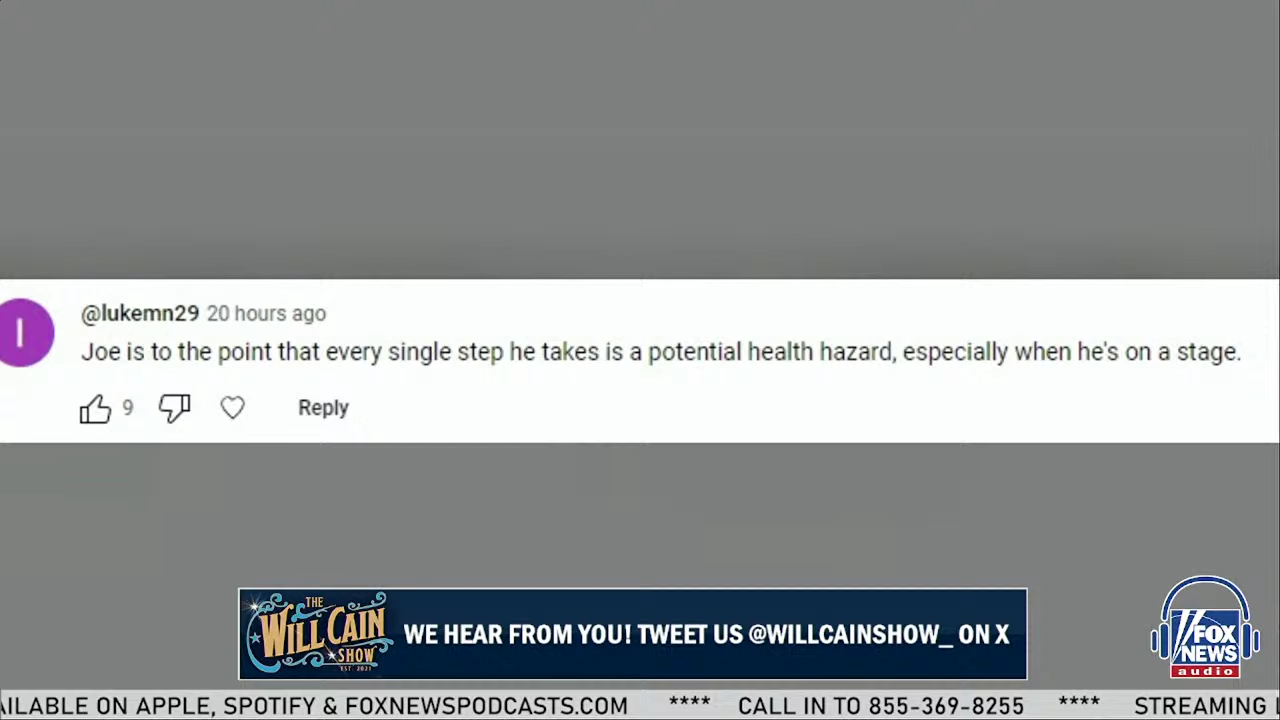 I
@lukemn29 20 hours ago
Joe is to the point that every single step he takes is a potential health hazard, especially when he's on a stage.
9 Reply
THE
WILL CAIN
SHOW
EST. 2021
WE HEAR FROM YOU! TWEET US @WILLCAINSHOW_ ON X
FOX
NEWS
audio
AILABLE ON APPLE, SPOTIFY & FOXNEWSPODCASTS.COM **** CALL IN TO 855-369-8255 **** STREAMING